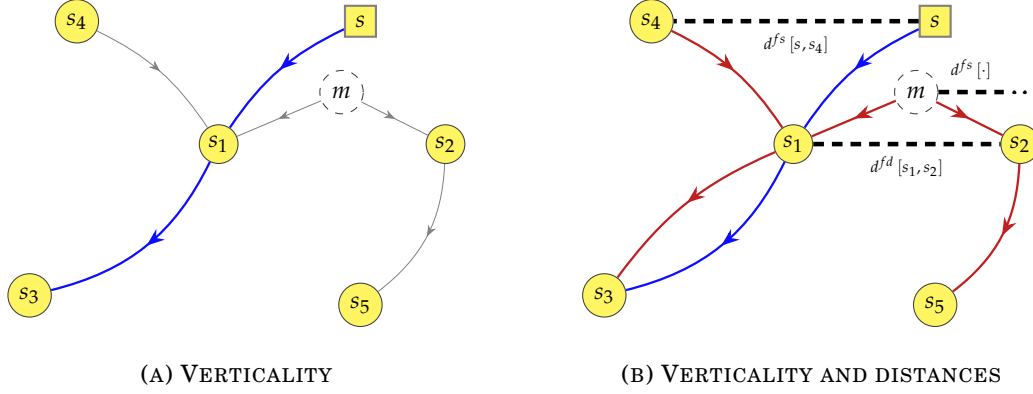 s4
s
m
s1
s2
s3
s5
(A) VERTICALITY
s4
s
d^{fs} [s, s4]
d^{fs} [·]
m
s1
s2
d^{fd} [s1, s2]
s3
s5
(B) VERTICALITY AND DISTANCES